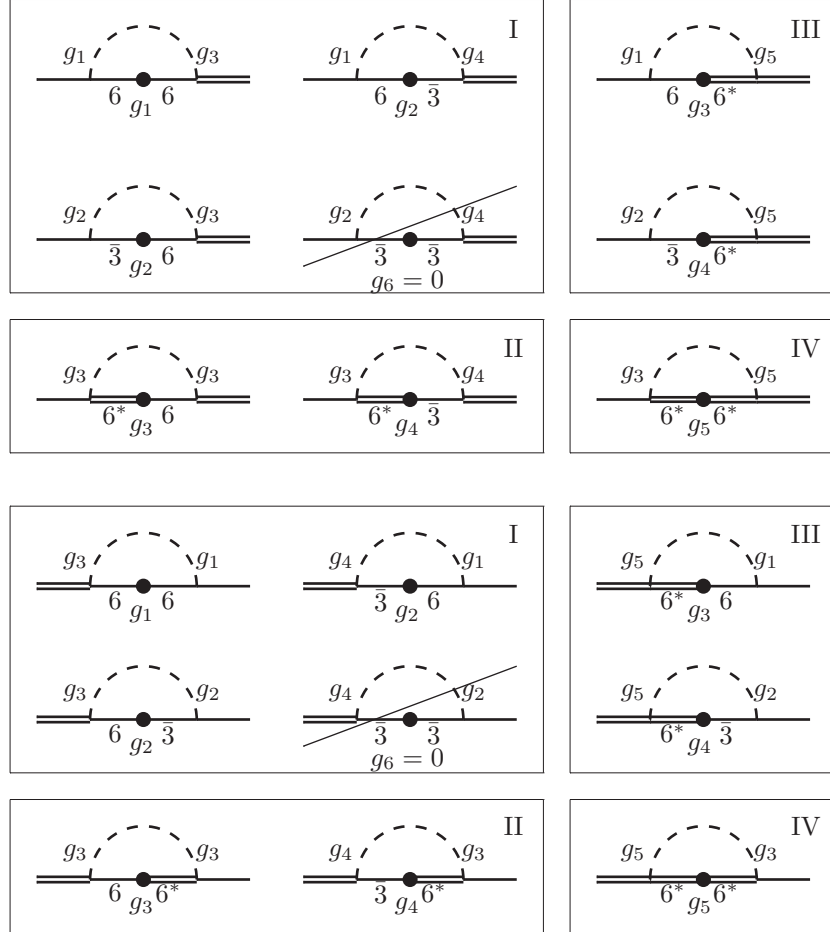 I III
g₁ g₃ g₁ g₄ g₁ g₅
6 g₁ 6 6 g₂ 3̄ 6 g₃ 6*
g₂ g₃ g₂ g₄ g₂ g₅
3̄ g₂ 6 3̄ 3̄ 3̄ g₄ 6*
g₆ = 0
II IV
g₃ g₃ g₃ g₄ g₃ g₅
6* g₃ 6 6* g₄ 3̄ 6* g₅ 6*
I III
g₃ g₁ g₄ g₁ g₅ g₁
6 g₁ 6 3̄ g₂ 6 6* g₃ 6
g₃ g₂ g₄ g₂ g₅ g₂
6 g₂ 3̄ 3̄ 3̄ 6* g₄ 3̄
g₆ = 0
II IV
g₃ g₃ g₄ g₃ g₅ g₃
6 g₃ 6* 3̄ g₄ 6* 6* g₅ 6*